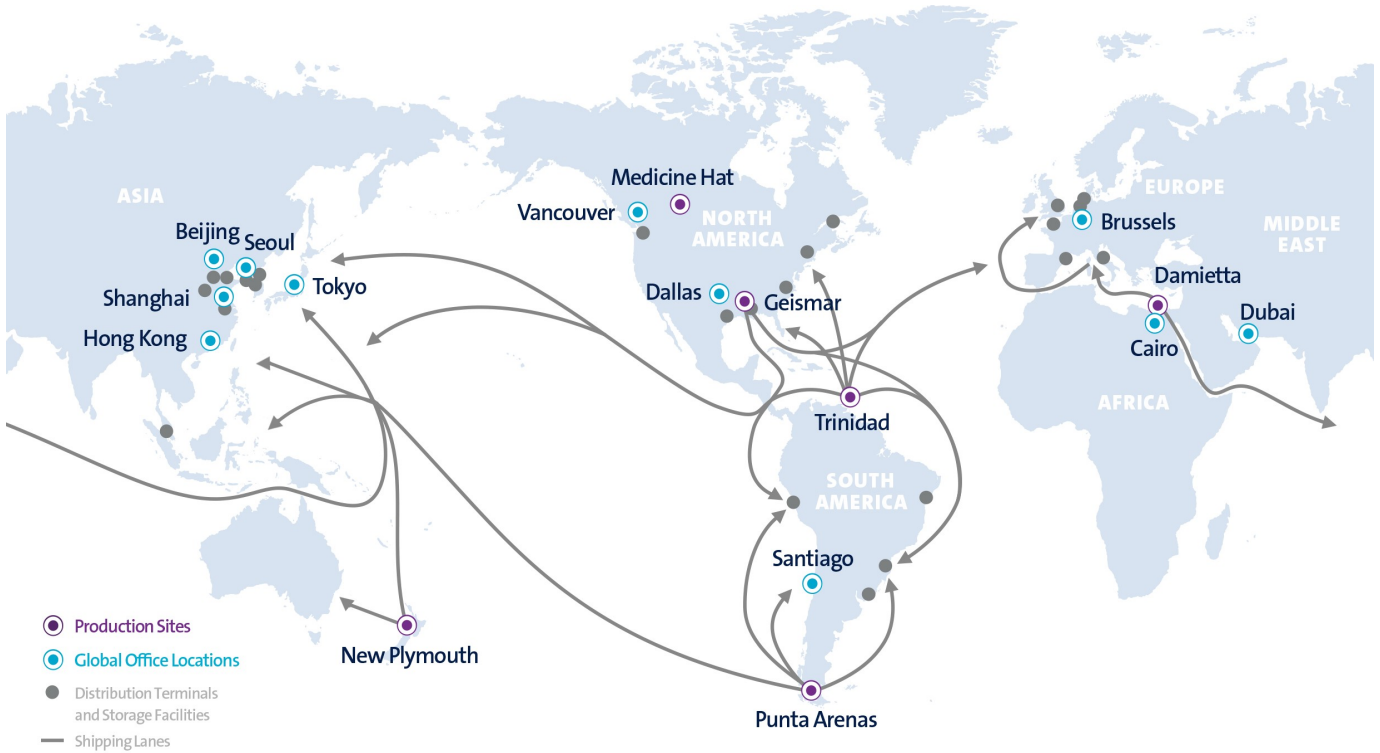 Medicine Hat
ASIA
EUROPE
Vancouver
NORTH
AMERICA
Brussels
MIDDLE
EAST
Beijing
Seoul
Damietta
Tokyo
Dallas
Geismar
Shanghai
Dubai
Hong Kong
Cairo
AFRICA
Trinidad
SOUTH
AMERICA
Santiago
Production Sites
New Plymouth
Global Office Locations
Distribution Terminals
and Storage Facilities
Punta Arenas
Shipping Lanes